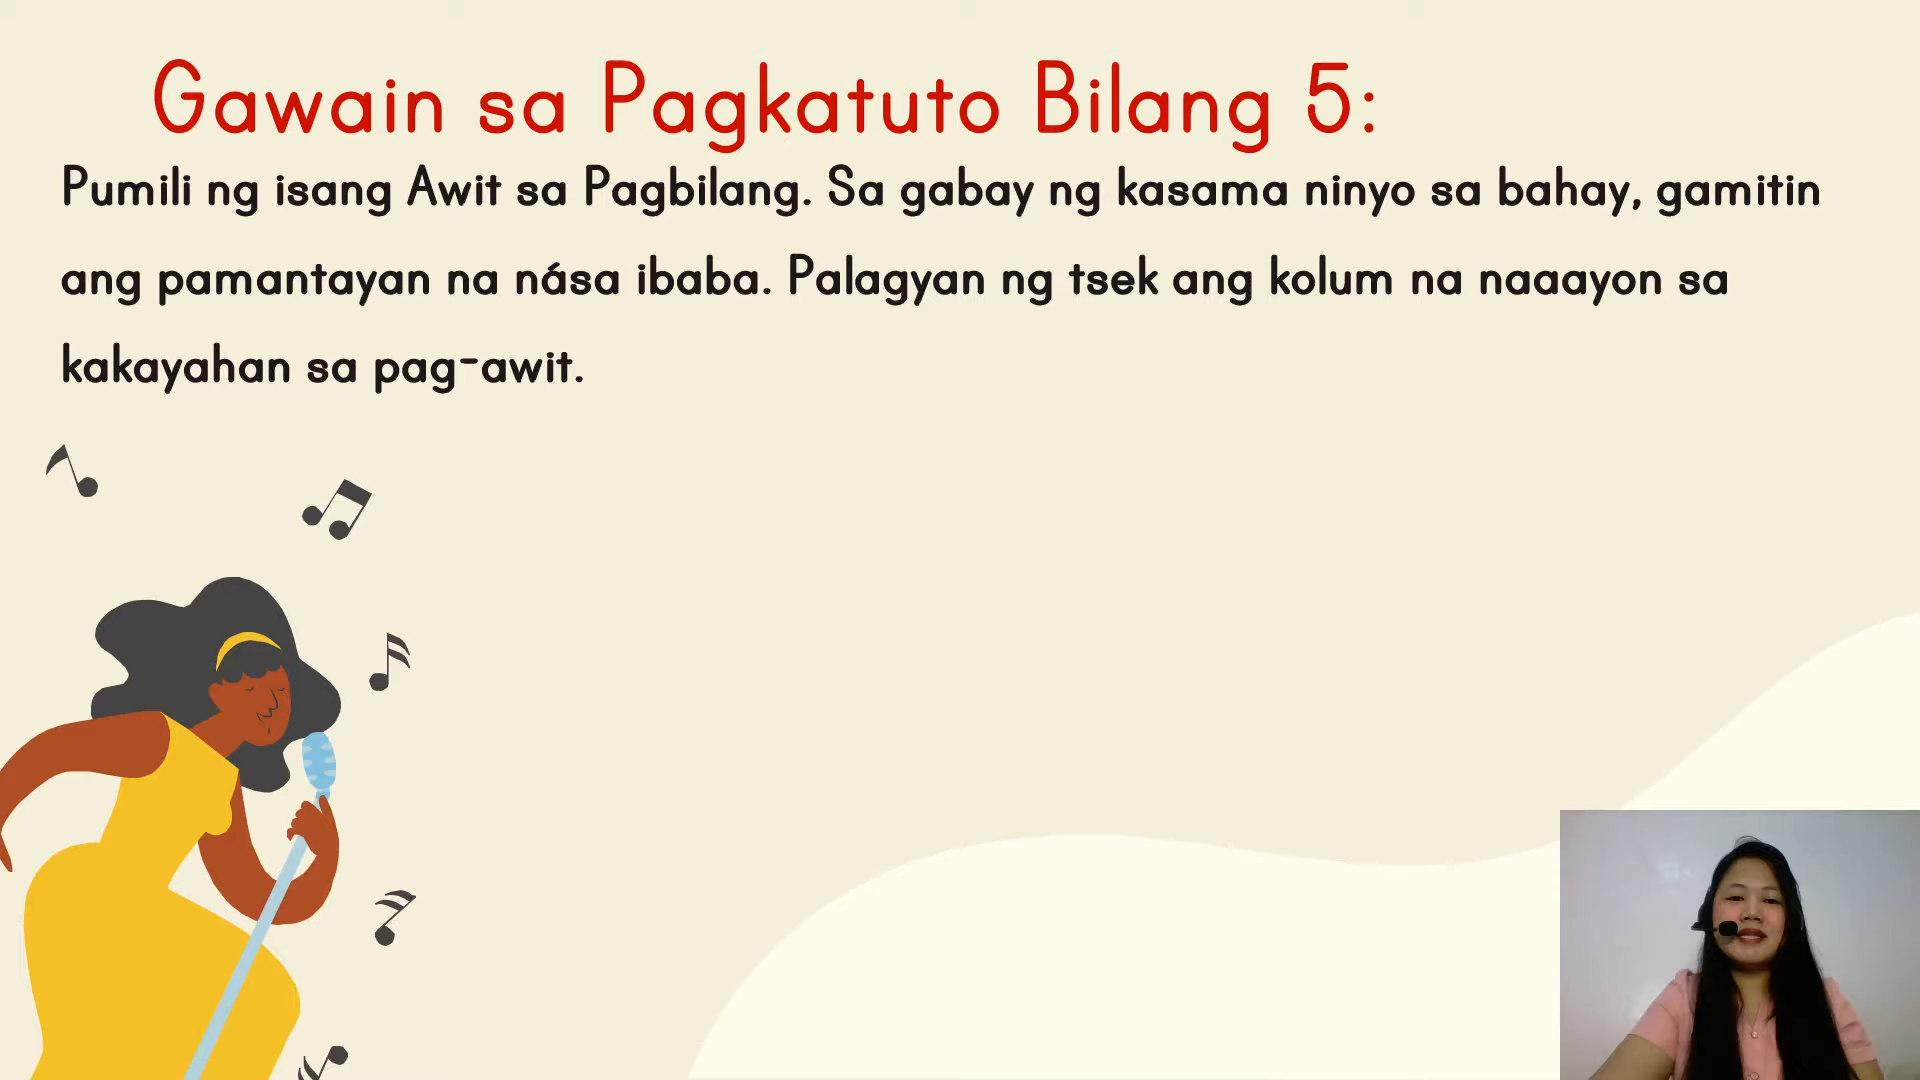 Gawain sa Pagkatuto Bilang 5:
Pumili ng isang Awit sa Pagbilang. Sa gabay ng kasama ninyo sa bahay, gamitin
ang pamantayan na nása ibaba. Palagyan ng tsek ang kolum na naaayon sa
kakayahan sa pag-awit.